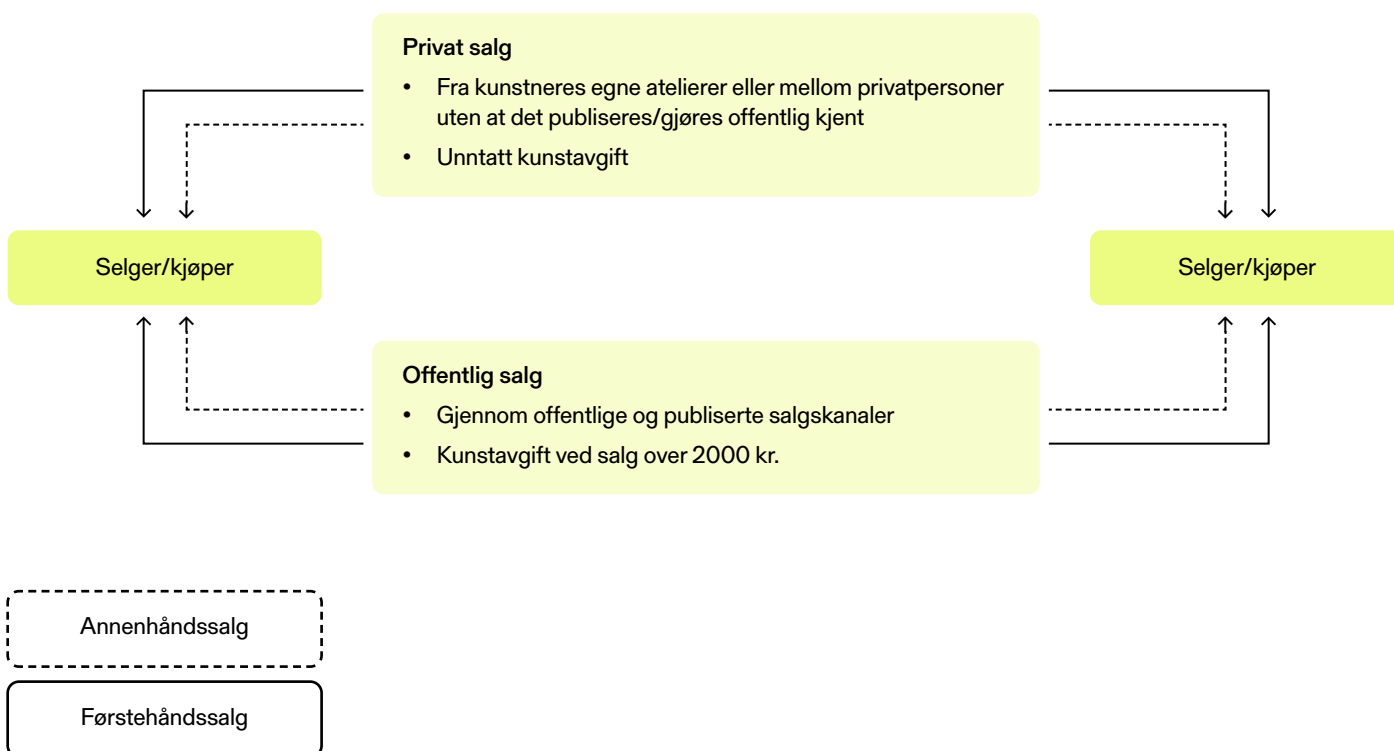 Privat salg
• Fra kunstneres egne atelierer eller mellom privatpersoner
uten at det publiseres/gjøres offentlig kjent
• Unntatt kunstavgift
Selger/kjøper
Selger/kjøper
Offentlig salg
• Gjennom offentlige og publiserte salgskanaler
• Kunstavgift ved salg over 2000 kr.
Annenhåndssalg
Førstehåndssalg